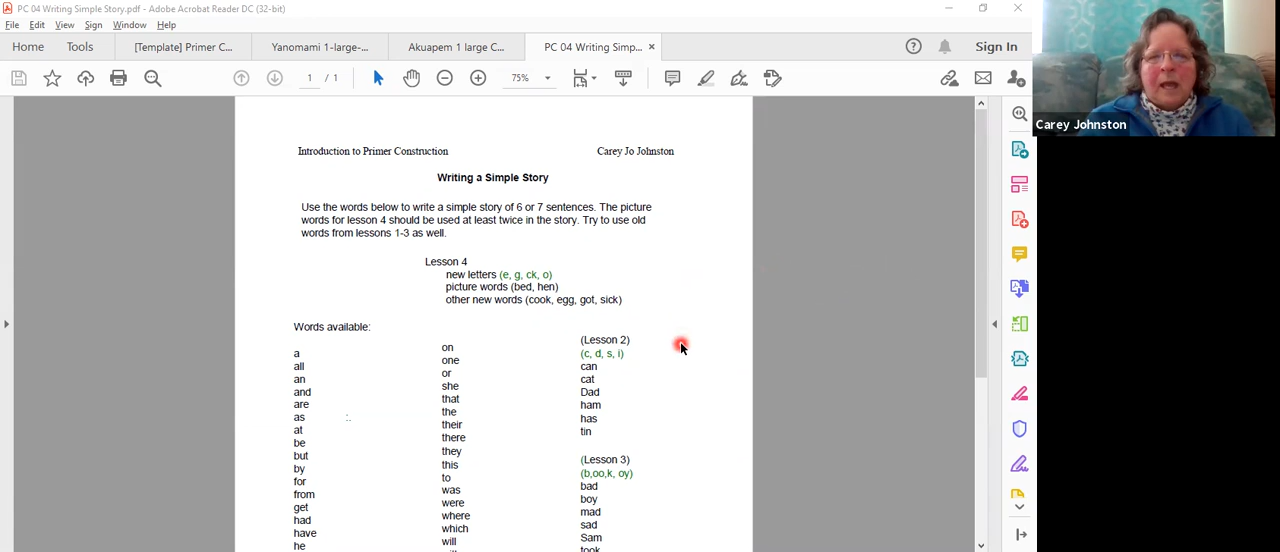 PC 04 Writing Simple Story.pdf - Adobe Acrobat Reader DC (32-bit)
File Edit View Sign Window Help
Home Tools [Template] Primer C... Yanomami 1-large-... Akuapem 1 large C... PC 04 Writing Simp... × Sign In
1 / 1 75%
Carey Johnston
Introduction to Primer Construction Carey Jo Johnston
Writing a Simple Story
Use the words below to write a simple story of 6 or 7 sentences. The picture
words for lesson 4 should be used at least twice in the story. Try to use old
words from lessons 1-3 as well.
Lesson 4
new letters (e, g, ck, o)
picture words (bed, hen)
other new words (cook, egg, got, sick)
Words available:
a
all
an
and
are
as
at
be
but
by
for
from
get
had
have
he
on
one
or
she
that
the
their
there
they
this
to
was
were
where
which
will
(Lesson 2)
(c, d, s, i)
can
cat
Dad
ham
has
tin
(Lesson 3)
(b,oo,k, oy)
bad
boy
mad
sad
Sam
took